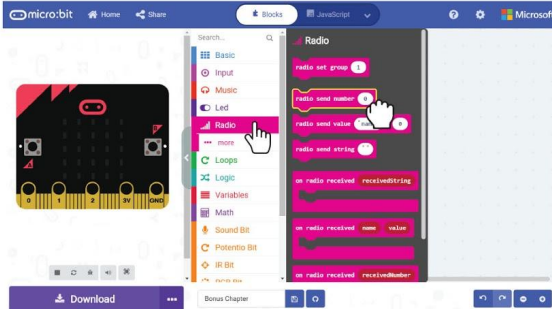 micro:bit
Home
Share
Blocks
JavaScript
Microsoft
Search...
Basic
Input
Music
Led
Radio
more
Loops
Logic
Variables
Math
Sound Bit
Potentio Bit
IR Bit
Radio
radio set group 1
radio send number 0
radio send value "nam 0
radio send string " "
on radio received receivedString
on radio received name value
on radio received receivedNumber
0 1 2 3V GND
Download
Bonus Chapter